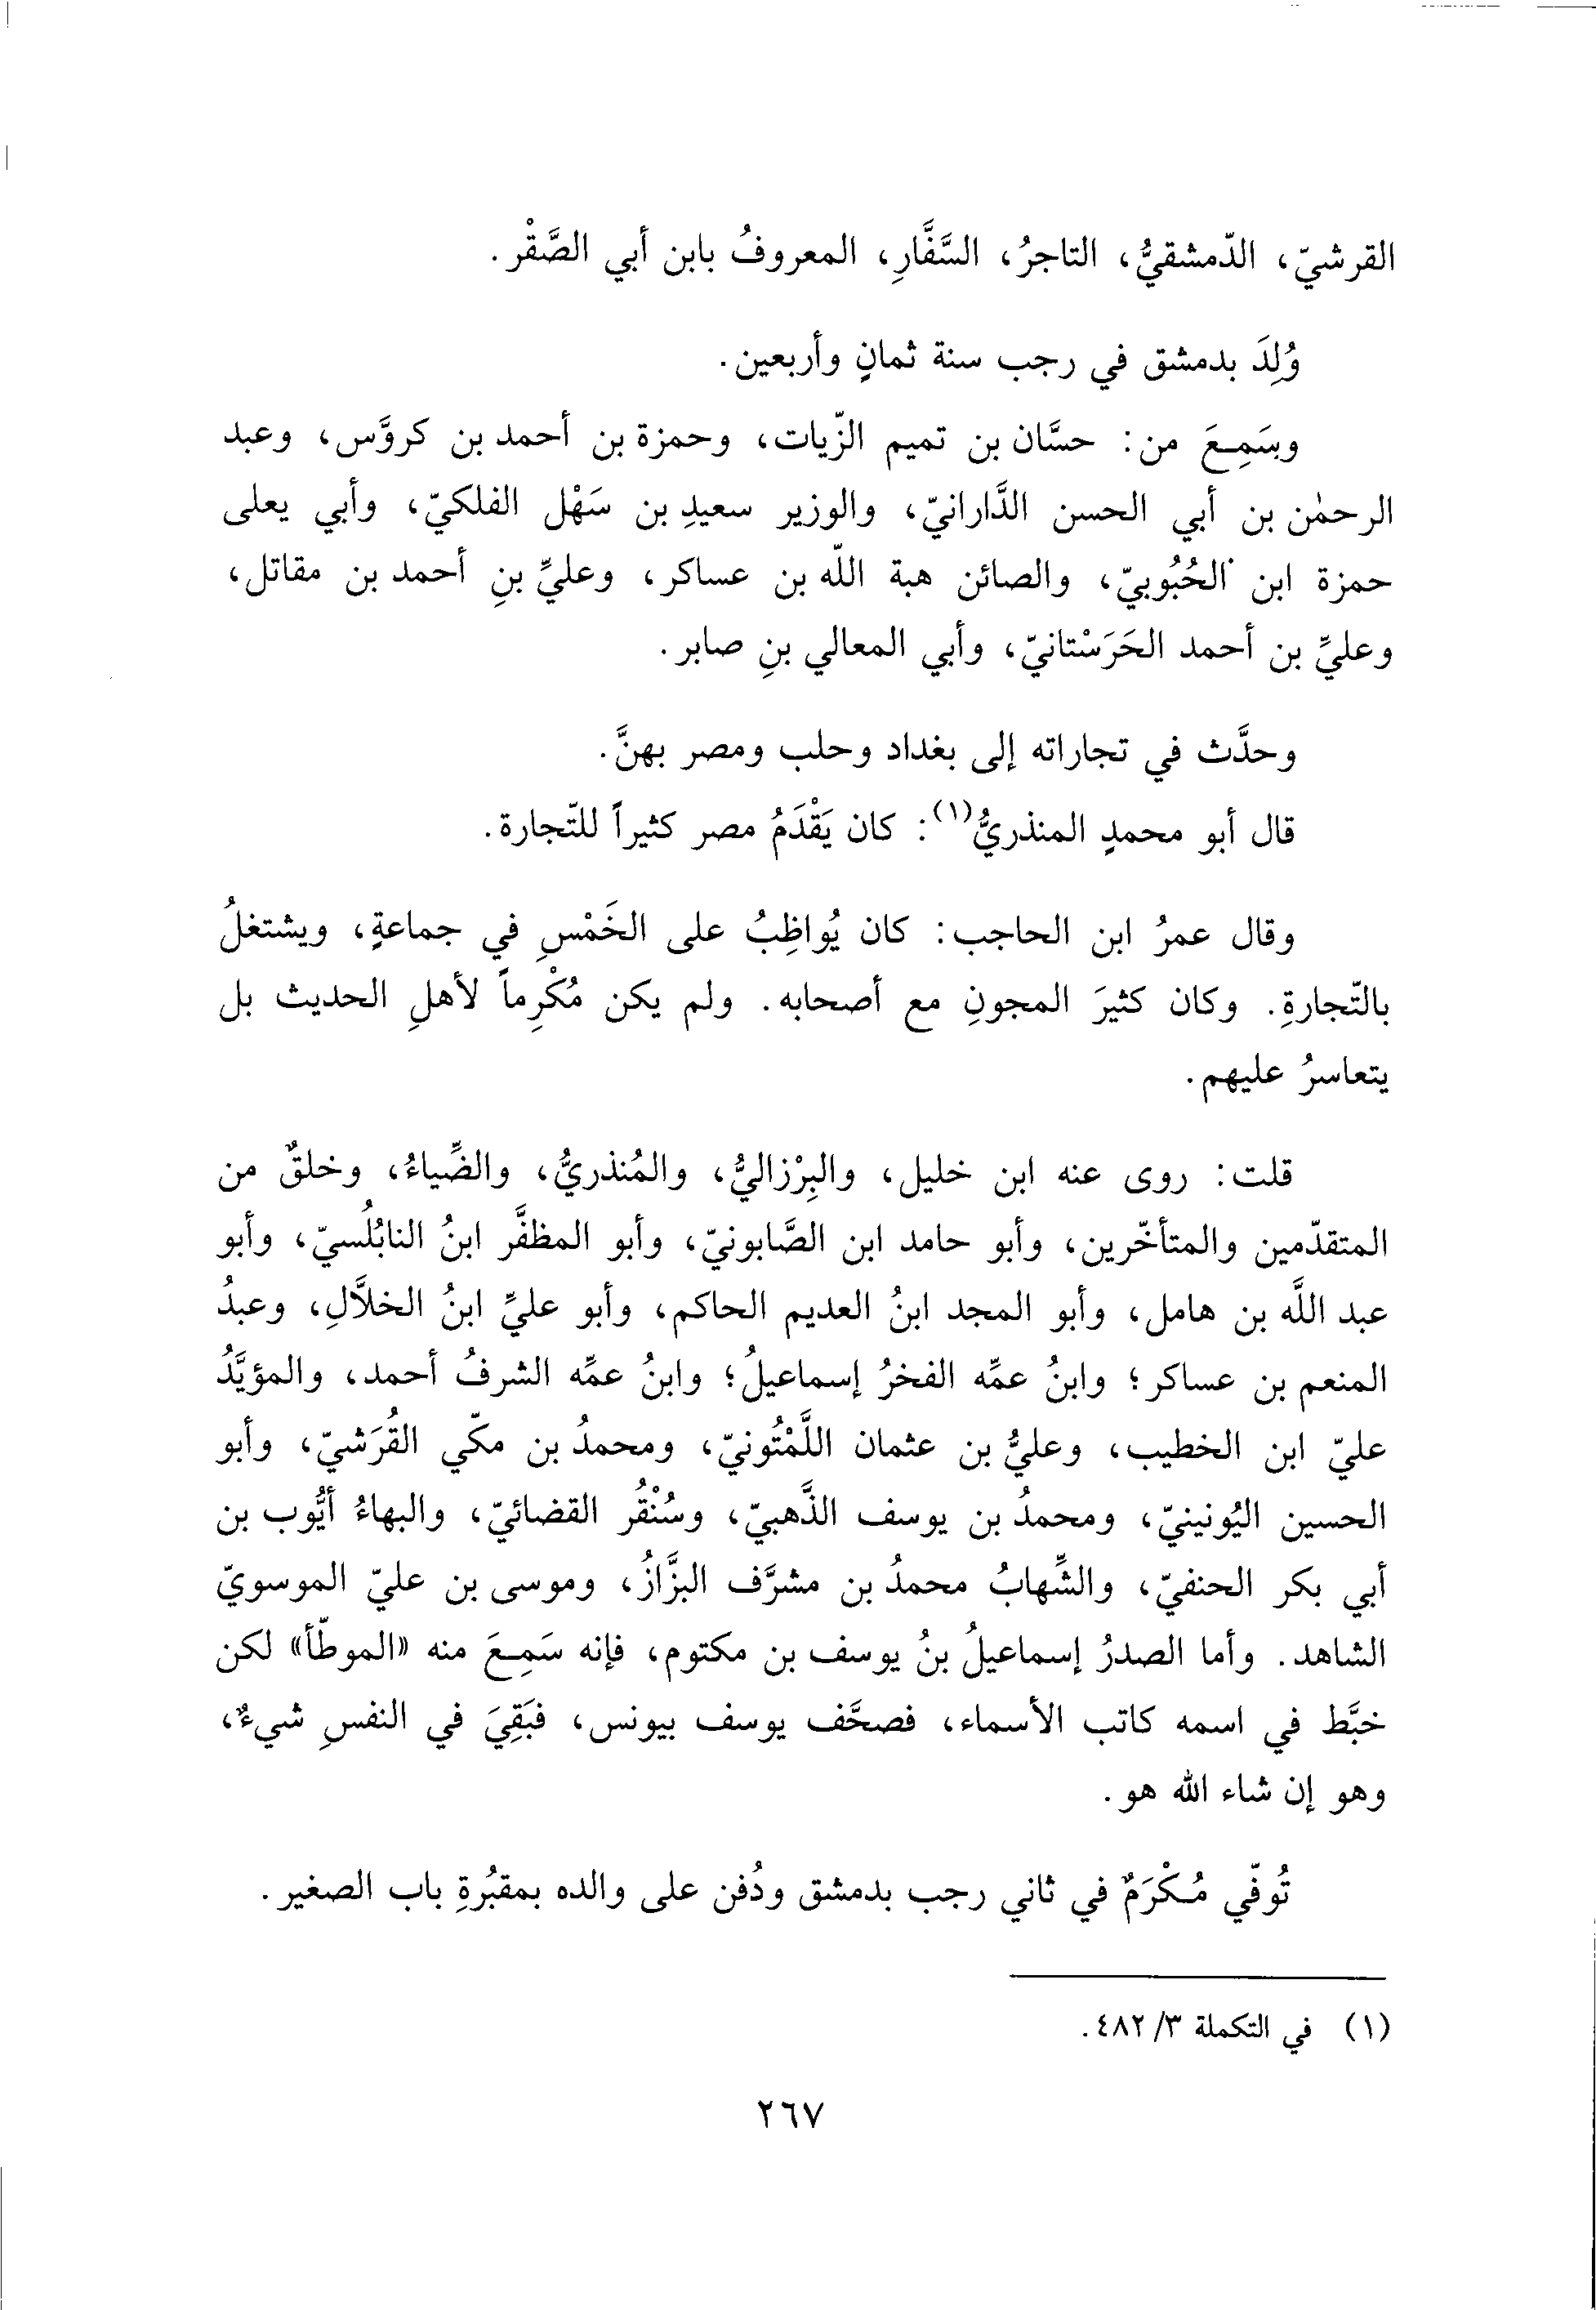 القرشيّ، الدّمشقيُّ، التاجرُ، السَّفَّارِ، المعروفُ بابن أبي الصَّقْر.
وُلِدَ بدمشق في رجب سنة ثمانٍ وأربعين.
وسَمِعَ من: حسَّان بن تميم الزّيات، وحمزة بن أحمد بن كروَّس، وعبد
الرحمٰن بن أبي الحسن الدَّارانيّ، والوزير سعيدِ بن سَهْل الفلكيّ، وأبي يعلى
حمزة ابن الحُبُوبيّ، والصائن هبة اللّه بن عساكر، وعليِّ بنِ أحمد بن مقاتل،
وعليِّ بن أحمد الحَرَسْتانيّ، وأبي المعالي بنِ صابر.
وحدَّث في تجاراته إلى بغداد وحلب ومصر بهنَّ.
قال أبو محمدٍ المنذريُّ(١): كان يَقْدَمُ مصر كثيراً للتّجارة.
وقال عمرُ ابن الحاجب: كان يُواظِبُ على الخَمْسِ في جماعةٍ، ويشتغلُ
بالتّجارةِ. وكان كثيرَ المجونِ مع أصحابه. ولم يكن مُكْرِماً لأهلِ الحديث بل
يتعاسرُ عليهم.
قلت: روى عنه ابن خليل، والبِرْزاليُّ، والمُنذريُّ، والضِّياءُ، وخلقٌ من
المتقدّمين والمتأخّرين، وأبو حامد ابن الصَّابونيّ، وأبو المظفَّر ابنُ النابُلُسيّ، وأبو
عبد اللَّه بن هامل، وأبو المجد ابنُ العديم الحاكم، وأبو عليِّ ابنُ الخلاَّلِ، وعبدُ
المنعم بن عساكر؛ وابنُ عمِّه الفخرُ إسماعيلُ؛ وابنُ عمِّه الشرفُ أحمد، والمؤيَّدُ
عليّ ابن الخطيب، وعليُّ بن عثمان اللَّمْتُونيّ، ومحمدُ بن مكّي القُرَشيّ، وأبو
الحسين اليُونينيّ، ومحمدُ بن يوسف الذَّهبيّ، وسُنْقُر القضائيّ، والبهاءُ أيُّوب بن
أبي بكر الحنفيّ، والشِّهابُ محمدُ بن مشرَّف البزَّازُ، وموسى بن عليّ الموسويّ
الشاهد. وأما الصدرُ إسماعيلُ بنُ يوسف بن مكتوم، فإنه سَمِعَ منه «الموطّأ» لكن
خبَّط في اسمه كاتب الأسماء، فصحَّف يوسف بيونس، فبَقِيَ في النفسِ شيءٌ،
وهو إن شاء الله هو.
تُوفّي مُكْرَمٌ في ثاني رجب بدمشق ودُفن على والده بمقبُرةِ باب الصغير.
(١) في التكملة ٣/ ٤٨٢.
٢٦٧